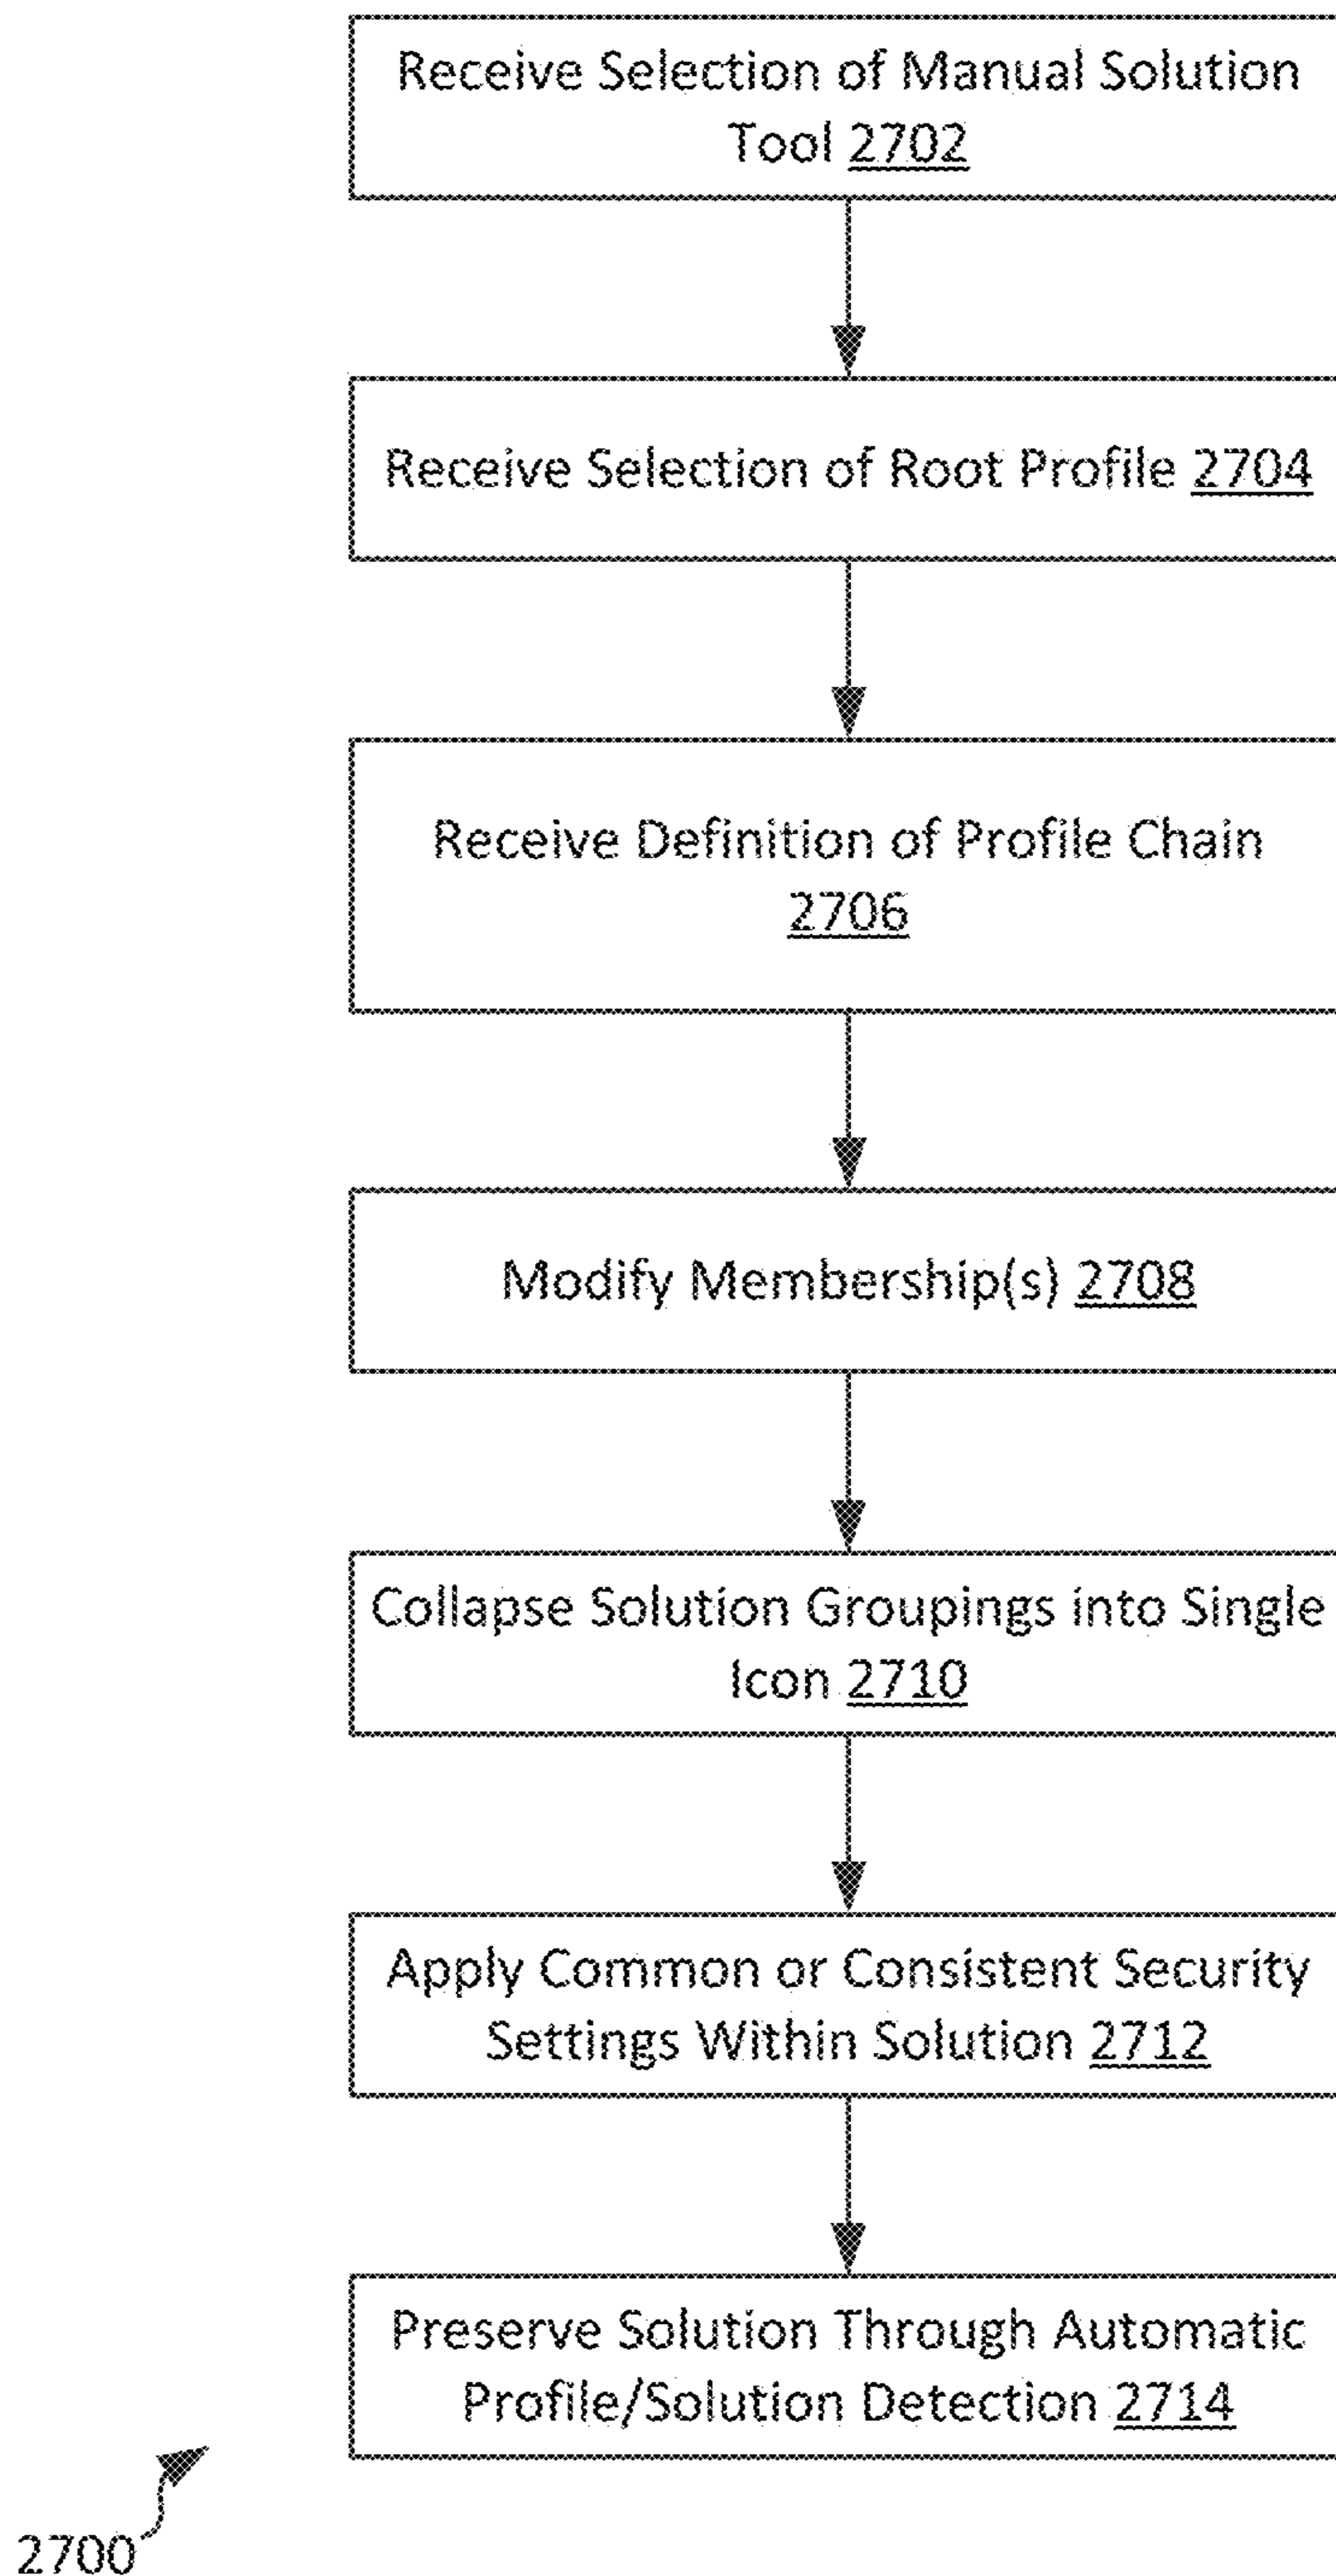 Receive Selection of Manual Solution
Tool 2702
Receive Selection of Root Profile 2704
Receive Definition of Profile Chain
2706
Modify Membership(s) 2708
Collapse Solution Groupings into Single
Icon 2710
Apply Common or Consistent Security
Settings Within Solution 2712
Preserve Solution Through Automatic
Profile/Solution Detection 2714
2700